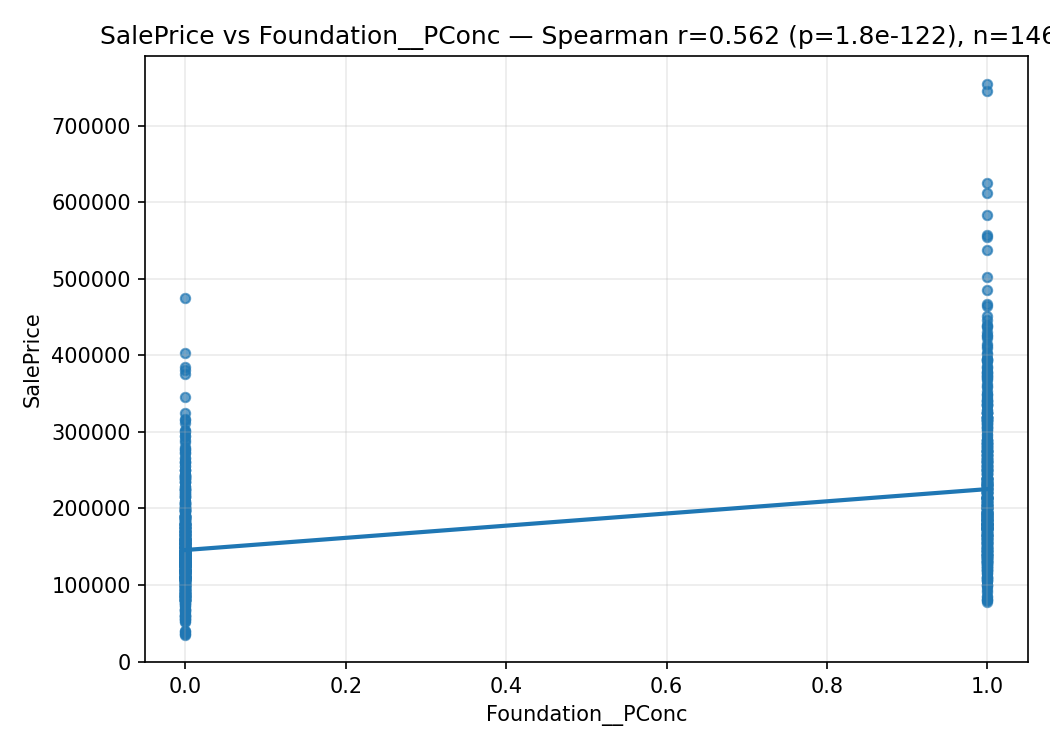 SalePrice vs Foundation__PConc — Spearman r=0.562 (p=1.8e-122), n=146
700000
600000
500000
400000
300000
200000
100000
0
SalePrice
0.0 0.2 0.4 0.6 0.8 1.0
Foundation__PConc